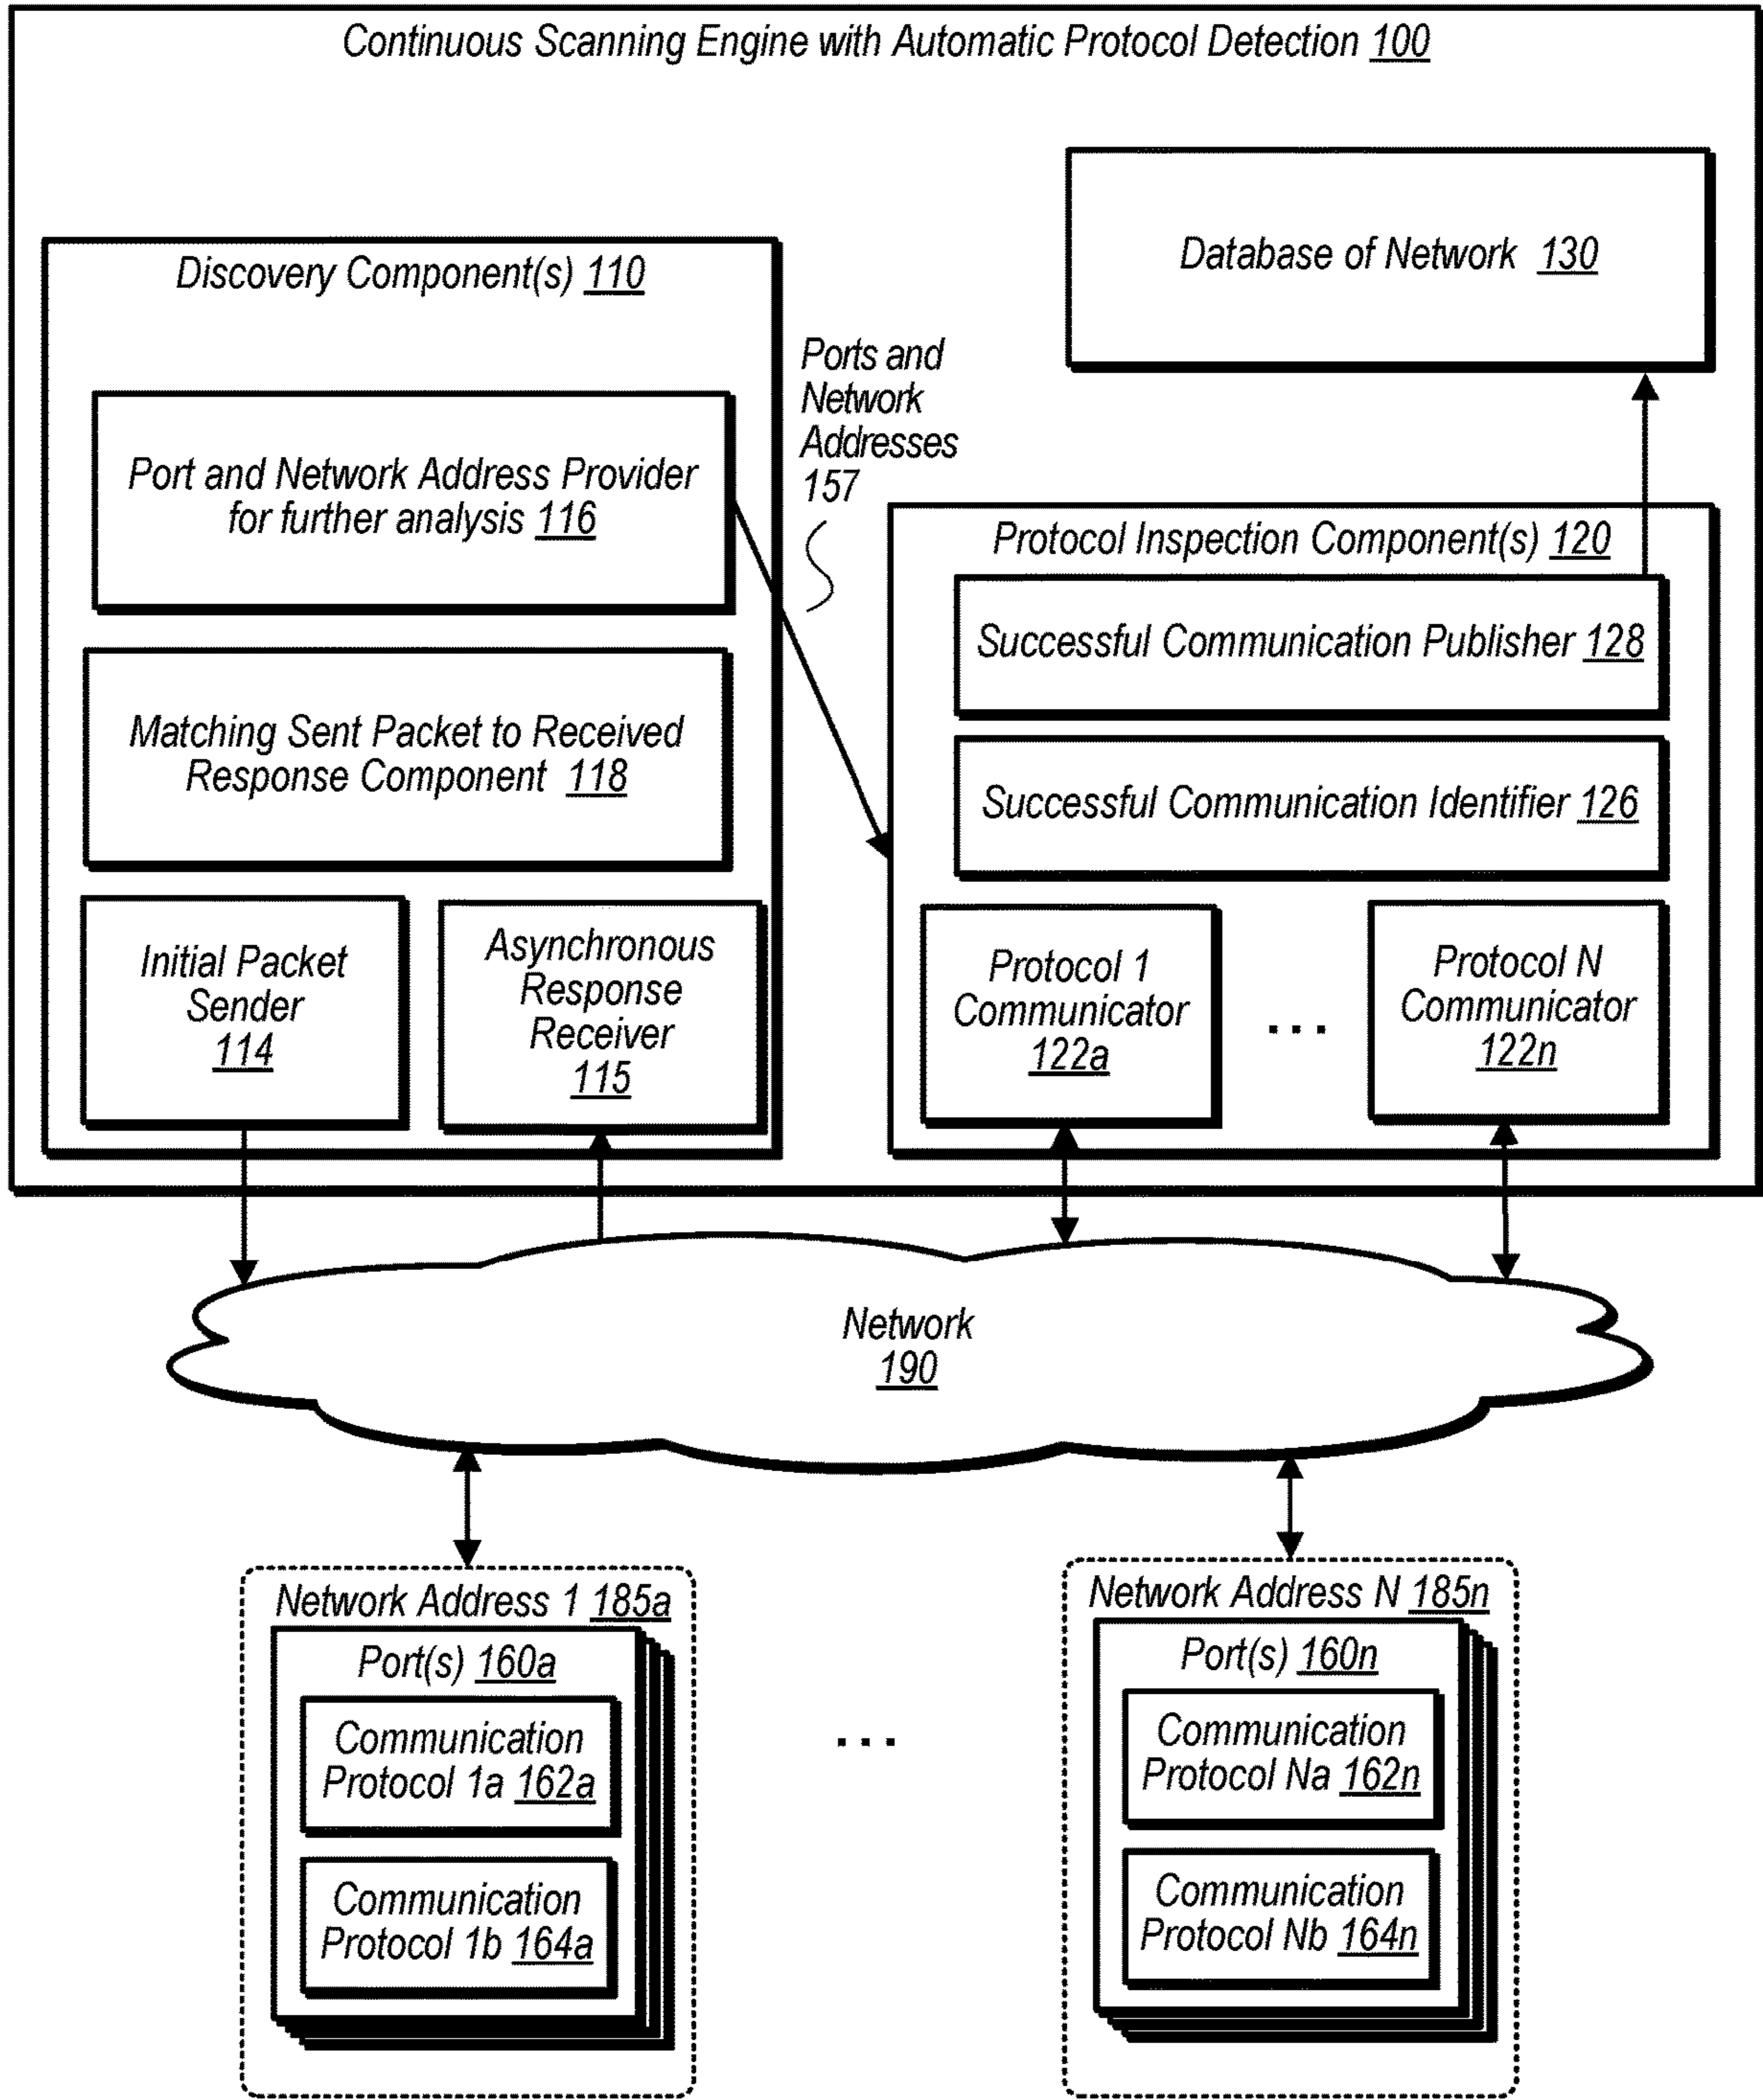 Continuous Scanning Engine with Automatic Protocol Detection 100
Database of Network 130
Discovery Component(s) 110
Ports and
Network
Addresses
157
Port and Network Address Provider
for further analysis 116
Protocol Inspection Component(s) 120
Successful Communication Publisher 128
Matching Sent Packet to Received
Response Component 118
Successful Communication Identifier 126
Initial Packet
Sender
114
Asynchronous
Response
Receiver
115
Protocol 1
Communicator
122a
...
Protocol N
Communicator
122n
Network
190
Network Address 1 185a
Port(s) 160a
Communication
Protocol 1a 162a
Communication
Protocol 1b 164a
...
Network Address N 185n
Port(s) 160n
Communication
Protocol Na 162n
Communication
Protocol Nb 164n